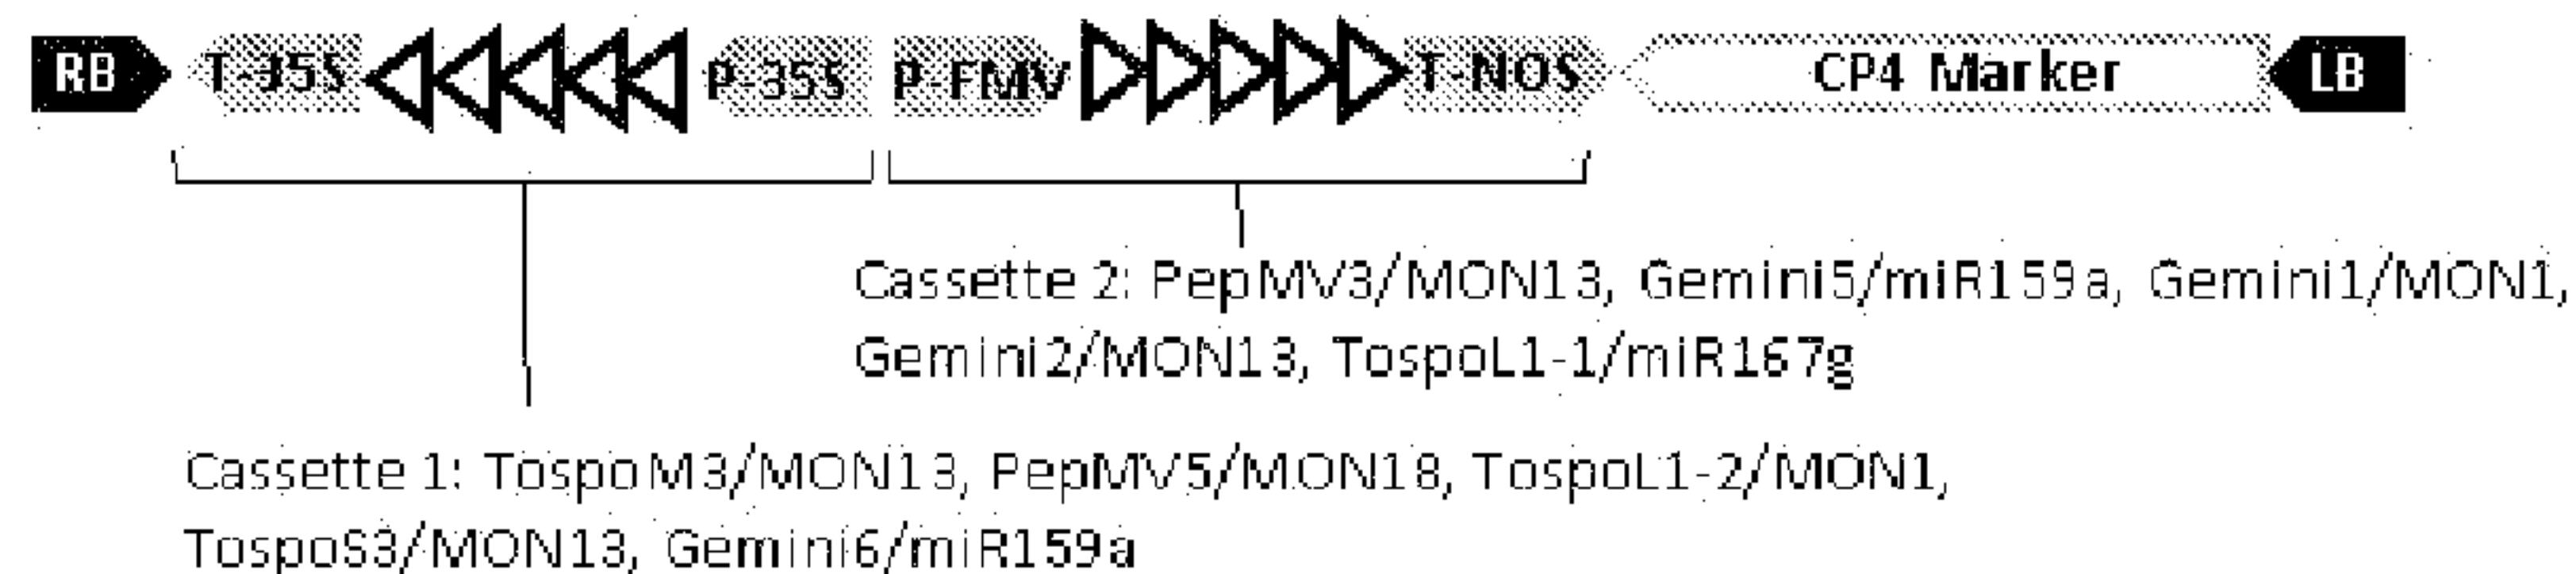 RB T-35S P-35S P-FMV T-NOS CP4 Marker LB
Cassette 2: PepMV3/MON13, Gemini5/miR159a, Gemini1/MON1,
Gemini2/MON13, TospoL1-1/miR167g
Cassette 1: TospoM3/MON13, PepMV5/MON18, TospoL1-2/MON1,
TospoS3/MON13, Gemini6/miR159a